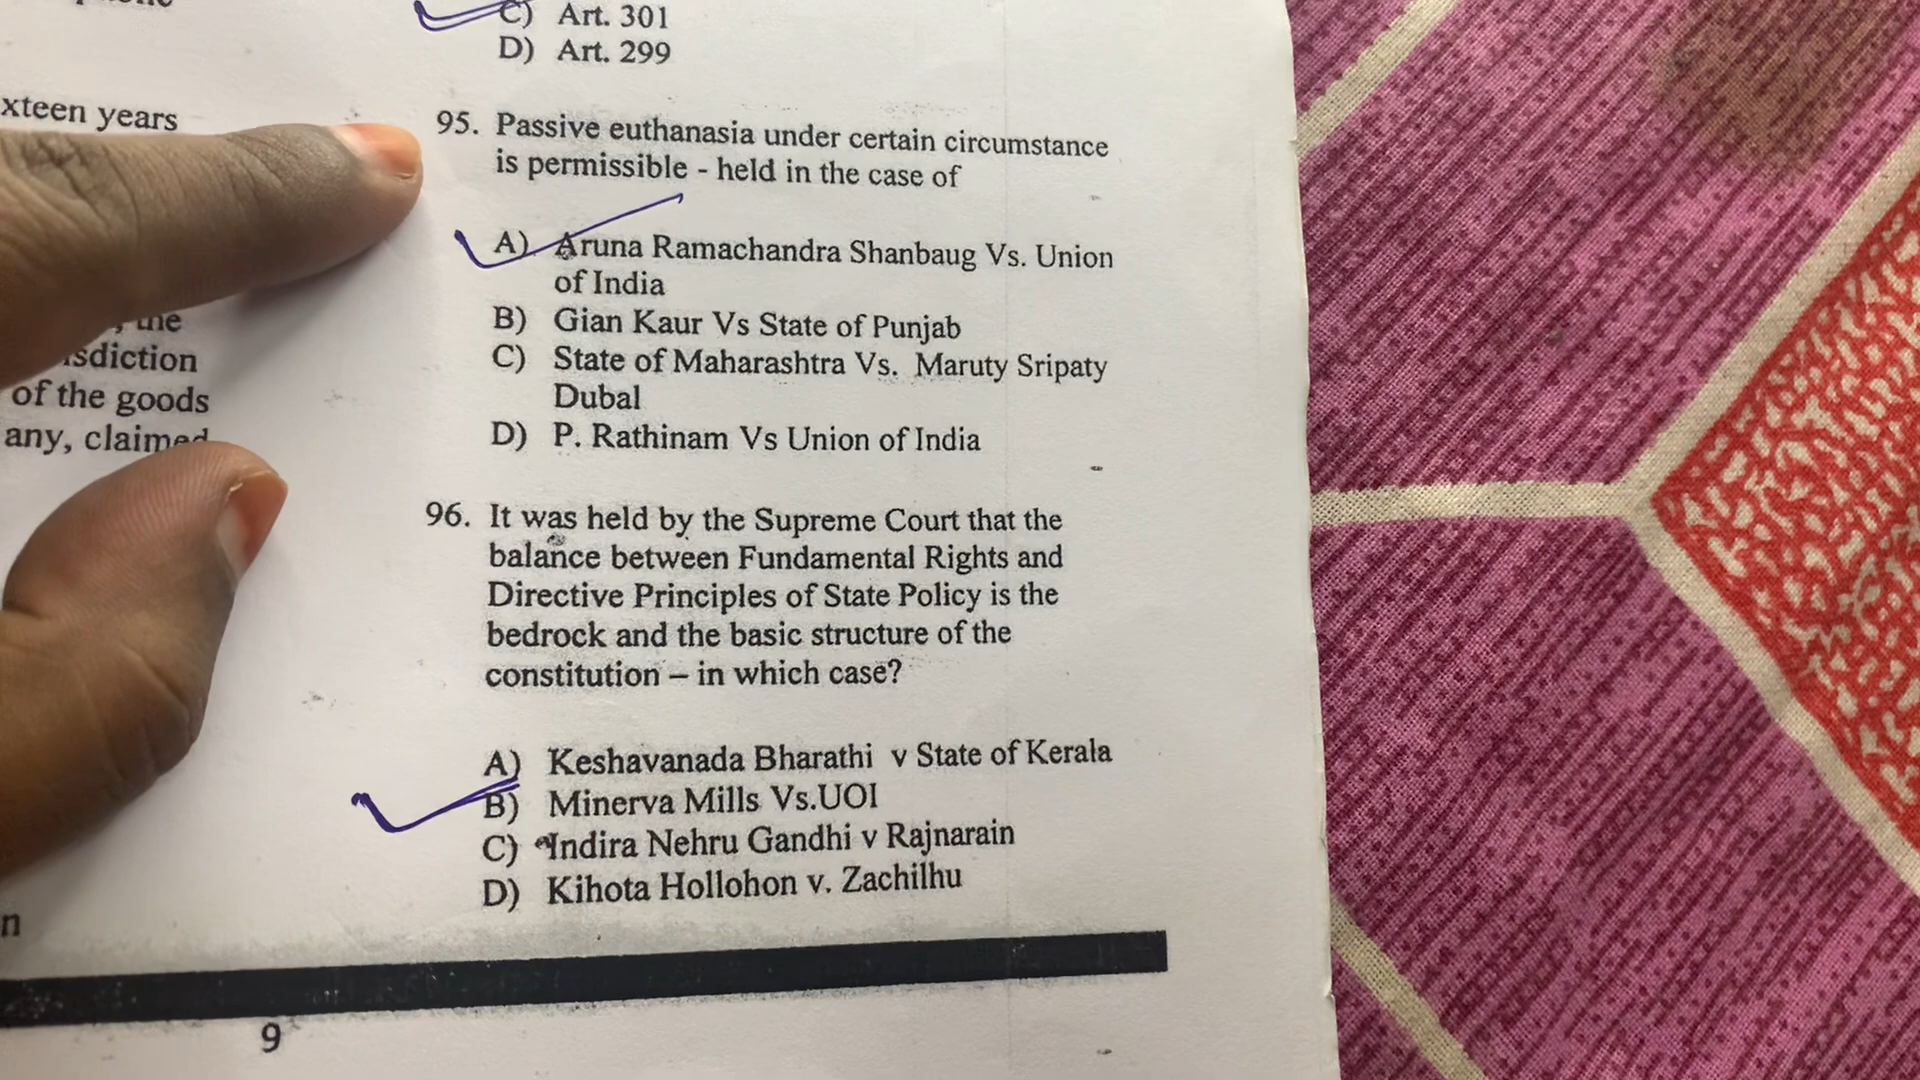 C) Art. 301
D) Art. 299
xteen years
the
isdiction
of the goods
any, claimed
n
95. Passive euthanasia under certain circumstance
is permissible - held in the case of
A) Aruna Ramachandra Shanbaug Vs. Union
of India
B) Gian Kaur Vs State of Punjab
C) State of Maharashtra Vs. Maruty Sripaty
Dubal
D) P. Rathinam Vs Union of India
96. It was held by the Supreme Court that the
balance between Fundamental Rights and
Directive Principles of State Policy is the
bedrock and the basic structure of the
constitution – in which case?
A) Keshavanada Bharathi v State of Kerala
B) Minerva Mills Vs.UOI
C) Indira Nehru Gandhi v Rajnarain
D) Kihota Hollohon v. Zachilhu
9